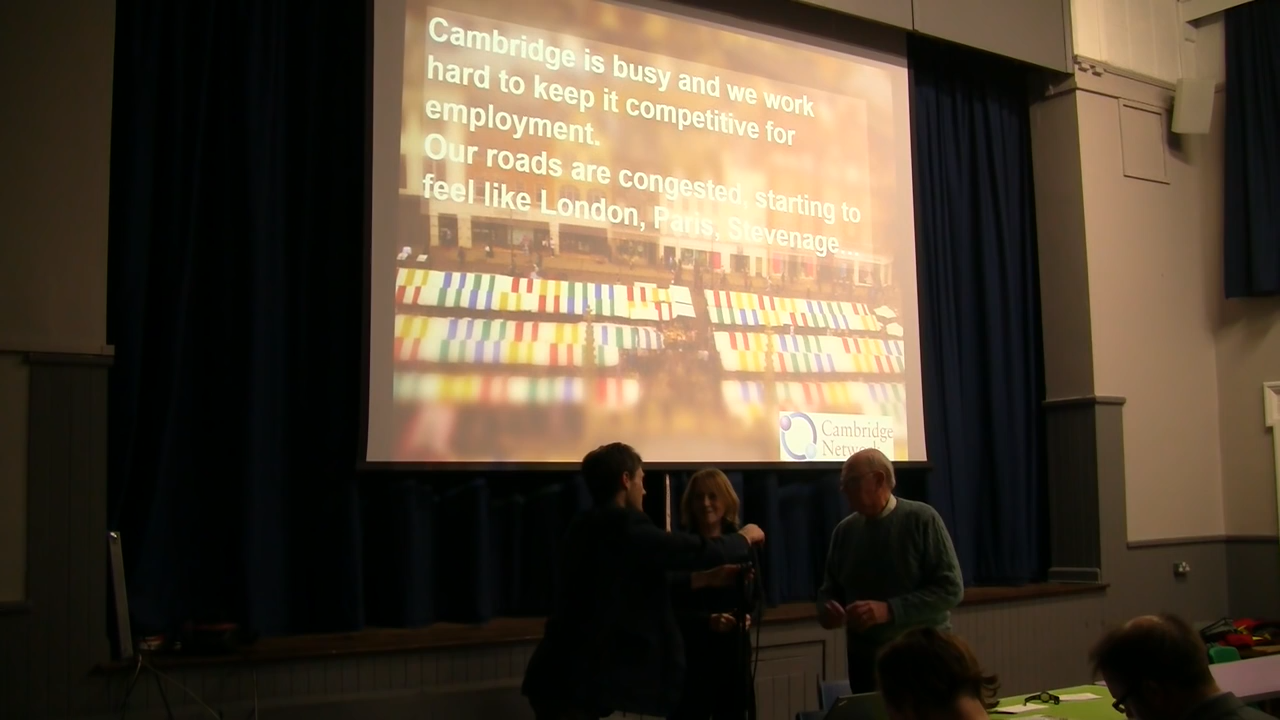 Cambridge is busy and we work
hard to keep it competitive for
employment.
Our roads are congested, starting to
feel like London, Paris, Stevenage...
Cambridge
Network